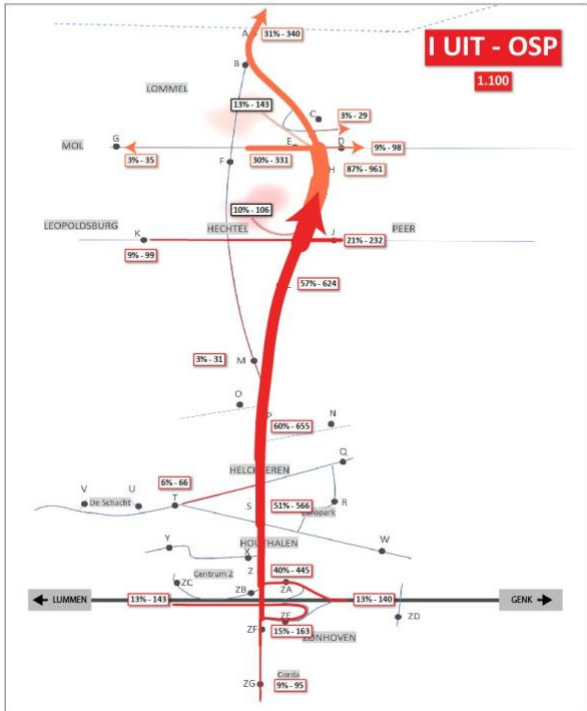 I UIT - OSP
1.100
A
31% - 340
B
LOMMEL
13% - 143
C
3% - 29
MOL
G
E
D
3% - 35
F
30% - 331
H
87% - 961
9% - 98
10% - 106
LEOPOLDSBURG
HECHTEL
PEER
K
J
21% - 232
9% - 99
57% - 624
3% - 31
M
O
P
N
60% - 655
HELCHTEREN
Q
6% - 66
V
U
De Schacht
T
S
51% - 566
R
Europark
HOUTHALEN
Y
X
W
Z
40% - 445
Centrum Z
ZC
ZB
ZA
LUMMEN
13% - 143
13% - 140
GENK
ZE
ZD
ZF
15% - 163
ZONHOVEN
ZG
9% - 95